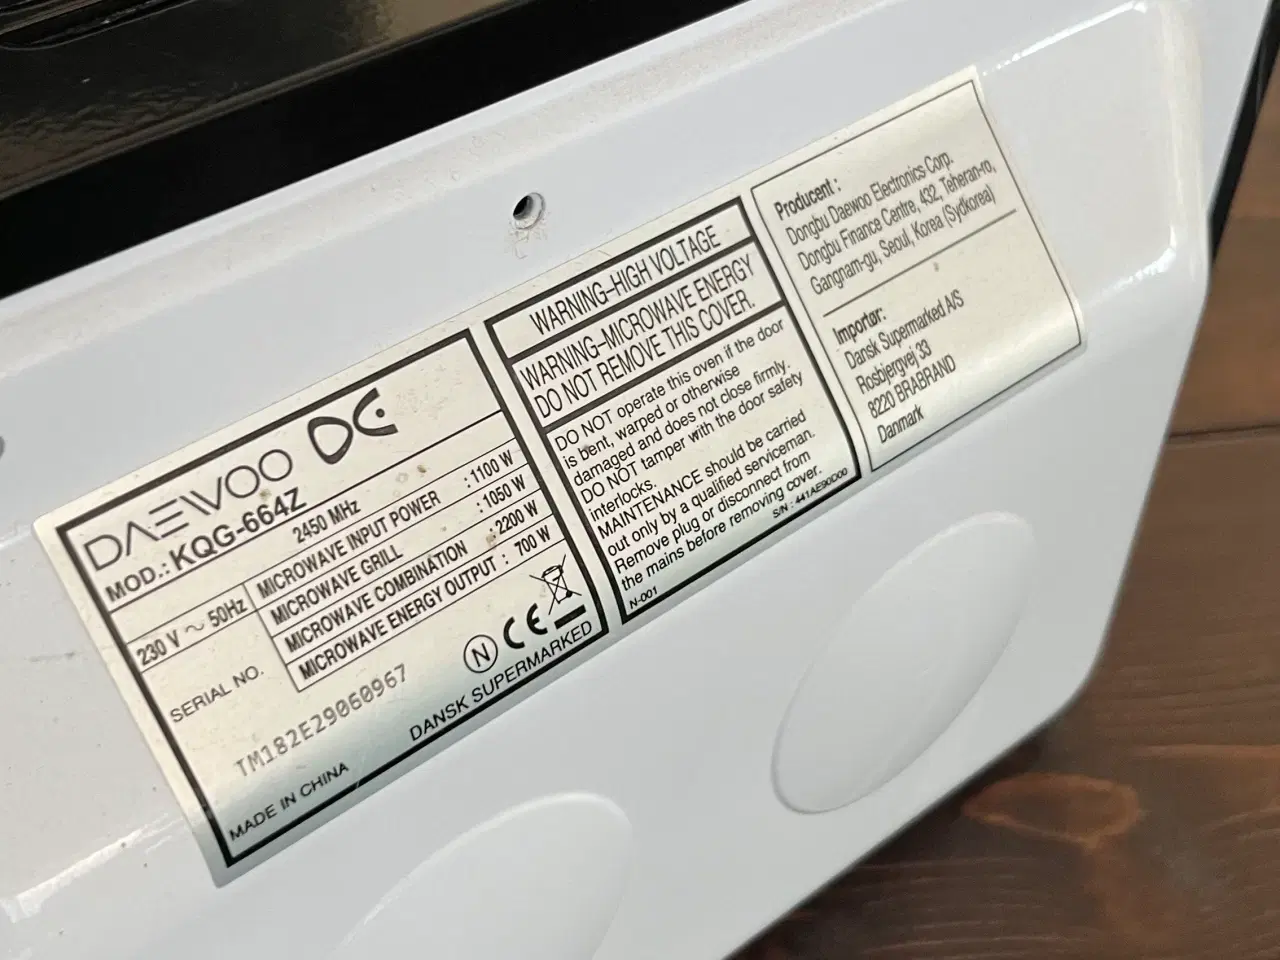 DAEWOO
MOD.: KQG-664Z
2450 MHz
230 V ~ 50Hz
MICROWAVE INPUT POWER : 1100 W
MICROWAVE GRILL : 1050 W
MICROWAVE COMBINATION : 2200W
MICROWAVE ENERGY OUTPUT : 700 W
SERIAL NO.
N CE
TM182E29060967
DANSK SUPERMARKED
MADE IN CHINA
WARNING–HIGH VOLTAGE
WARNING–MICROWAVE ENERGY
DO NOT REMOVE THIS COVER.
DO NOT operate this oven if the door
is bent, warped or otherwise
damaged and does not close firmly.
DO NOT tamper with the door safety
interlocks.
MAINTENANCE should be carried
out only by a qualified serviceman.
Remove plug or disconnect from
the mains before removing cover.
N-001
S/N : 441AE90D00
Producent :
Dongbu Daewoo Electronics Corp.
Dongbu Finance Centre, 432, Teheran-ro,
Gangnam-gu, Seoul, Korea (Sydkorea)
Importør:
Dansk Supermarked A/S
Rosbjergvej 33
8220 BRABRAND
Danmark